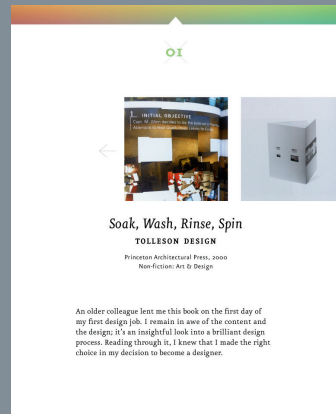 01
INITIAL OBJECTIVE
Soak, Wash, Rinse, Spin
TOLLESON DESIGN
Princeton Architectural Press, 2000
Non-fiction: Art & Design
An older colleague lent me this book on the first day of
my first design job. I remain in awe of the content and
the design; it's an insightful look into a brilliant design
process. Reading through it, I knew that I made the right
choice in my decision to become a designer.